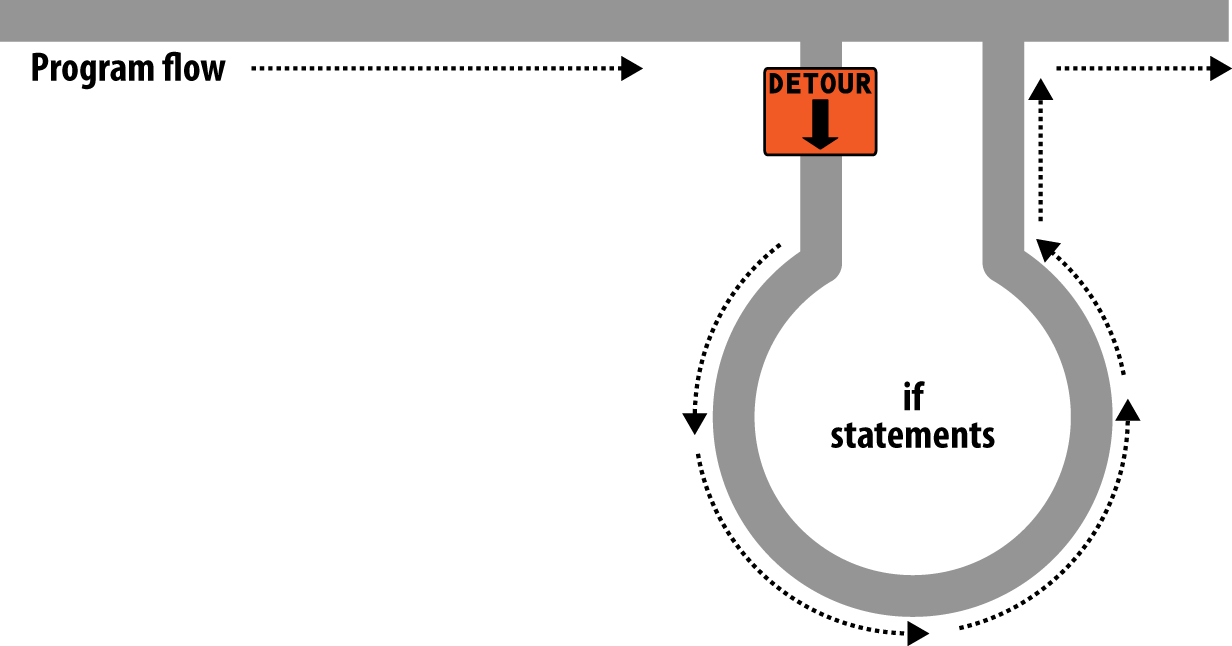 Program flow
DETOUR
if
statements